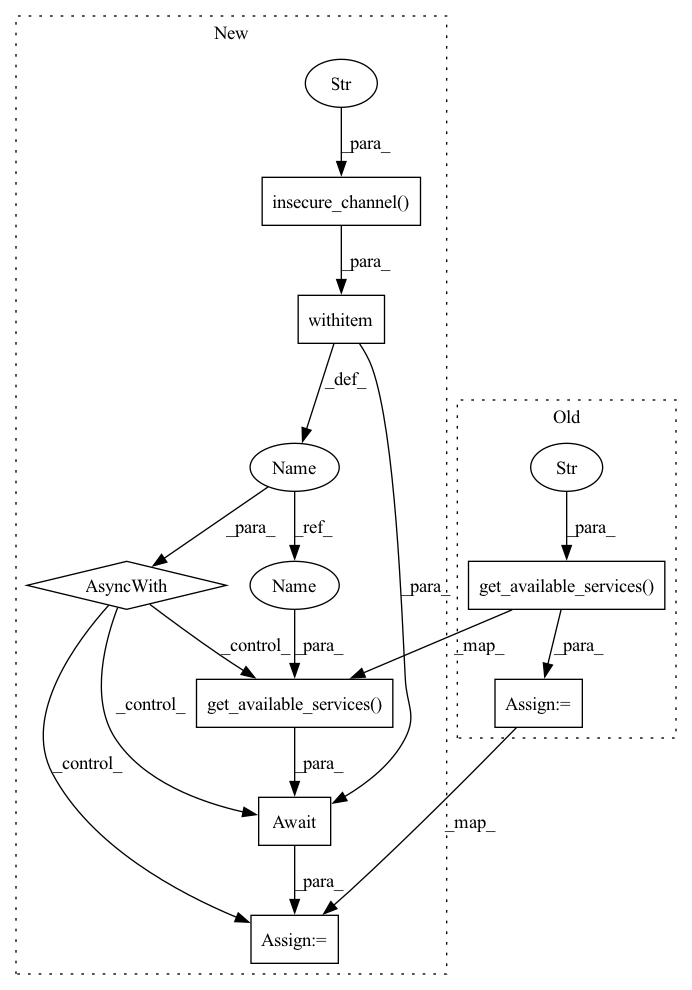 New
Str
_para_
insecure_channel()
_para_
withitem
_def_
Old
Name
Str
_para_
_ref_
_para_
AsyncWith
Name
_para_
get_available_services()
_control_
_para_
_map_
_para_
_control_
get_available_services()
Assign:=
_control_
_para_
Await
_map_
_para_
Assign:=